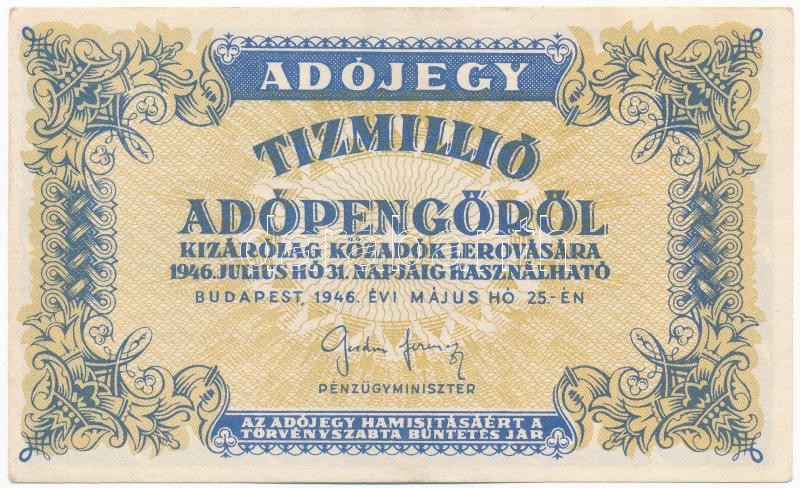 ADÓJEGY
TIZMILLIÓ
ADÓPENGŐRŐL
KIZÁRÓLAG KÖZADÓK LEROVÁSÁRA
1946. JULIUS HÓ 31. NAPJÁIG HASZNÁLHATÓ
BUDAPEST, 1946. ÉVI MÁJUS HÓ 25.-ÉN
PÉNZÜGYMINISZTER
AZ ADÓJEGY HAMISITÁSÁÉRT A
TÖRVÉNYSZABTA BÜNTETÉS JÁR